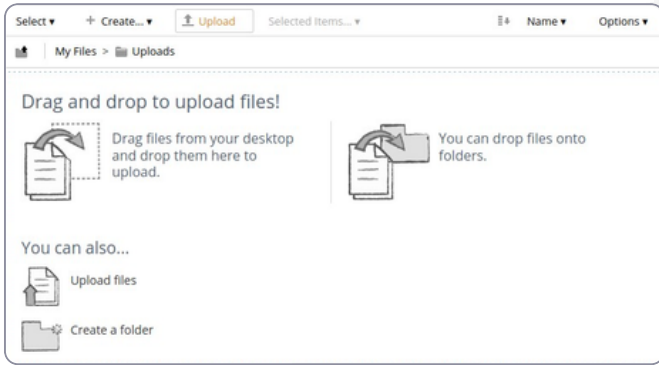 Select ▾ + Create... ▾ Upload Selected Items... ▾ Name ▾ Options ▾
My Files > Uploads
Drag and drop to upload files!
Drag files from your desktop
and drop them here to
upload.
You can drop files onto
folders.
You can also...
Upload files
Create a folder